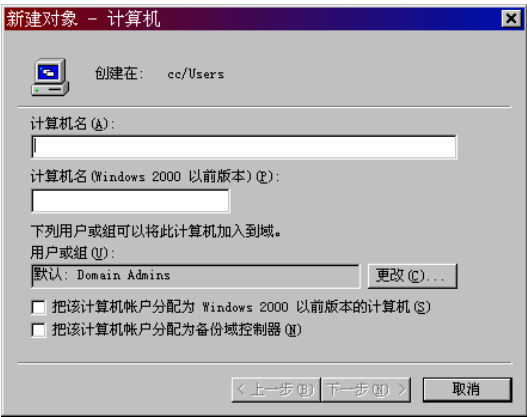 新建对象 - 计算机
创建在: cc/Users
计算机名(A):
计算机名(Windows 2000 以前版本)(P):
下列用户或组可以将此计算机加入到域。
用户或组(U):
默认: Domain Admins 更改(C)...
把该计算机帐户分配为 Windows 2000 以前版本的计算机(S)
把该计算机帐户分配为备份域控制器(N)
< 上一步(B) 下一步(N) > 取消